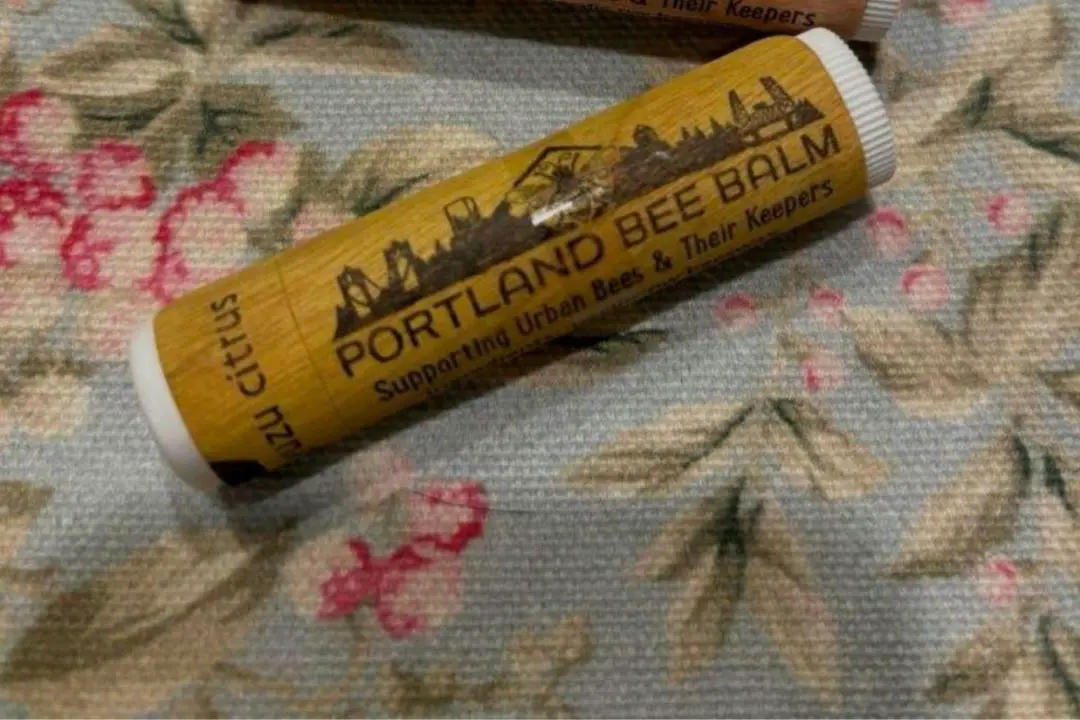 & Their Keepers
PORTLAND BEE BALM
Supporting Urban Bees & Their Keepers
Citrus